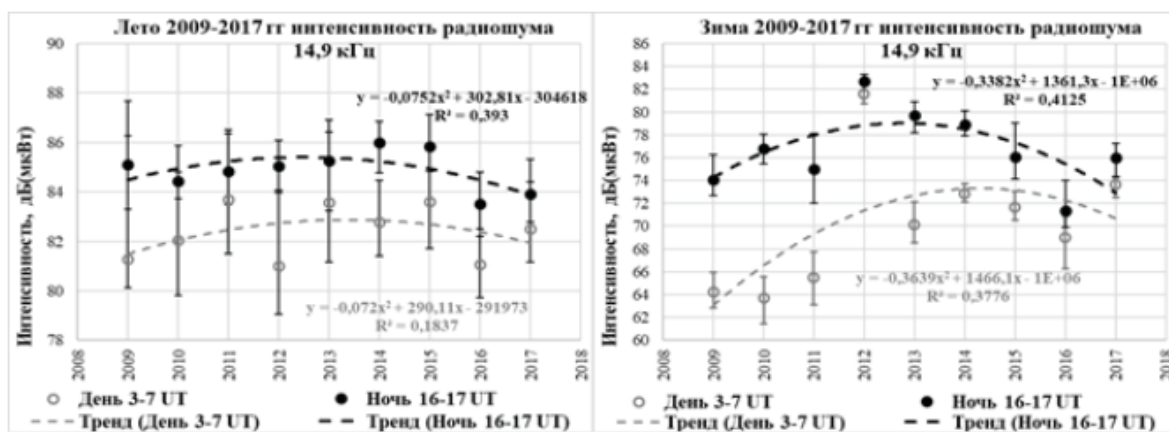 Лето 2009-2017 гг интенсивность радиошума
14,9 кГц
y = -0,0752x² + 302,81x - 304618
R² = 0,393
y = -0,072x² + 290,11x - 291973
R² = 0,1837
Интенсивность, дБ(мкВт)
90
88
86
84
82
80
78
2008
2009
2010
2011
2012
2013
2014
2015
2016
2017
2018
День 3-7 UT
Ночь 16-17 UT
Тренд (День 3-7 UT)
Тренд (Ночь 16-17 UT)
Зима 2009-2017 гг интенсивность радиошума
14,9 кГц
y = -0,3382x² + 1361,3x - 1E+06
R² = 0,4125
y = -0,3639x² + 1466,1x - 1E+06
R² = 0,3776
Интенсивность, дБ(мкВт)
86
84
82
80
78
76
74
72
70
68
66
64
62
60
2008
2009
2010
2011
2012
2013
2014
2015
2016
2017
2018
День 3-7 UT
Ночь 16-17 UT
Тренд (День 3-7 UT)
Тренд (Ночь 16-17 UT)